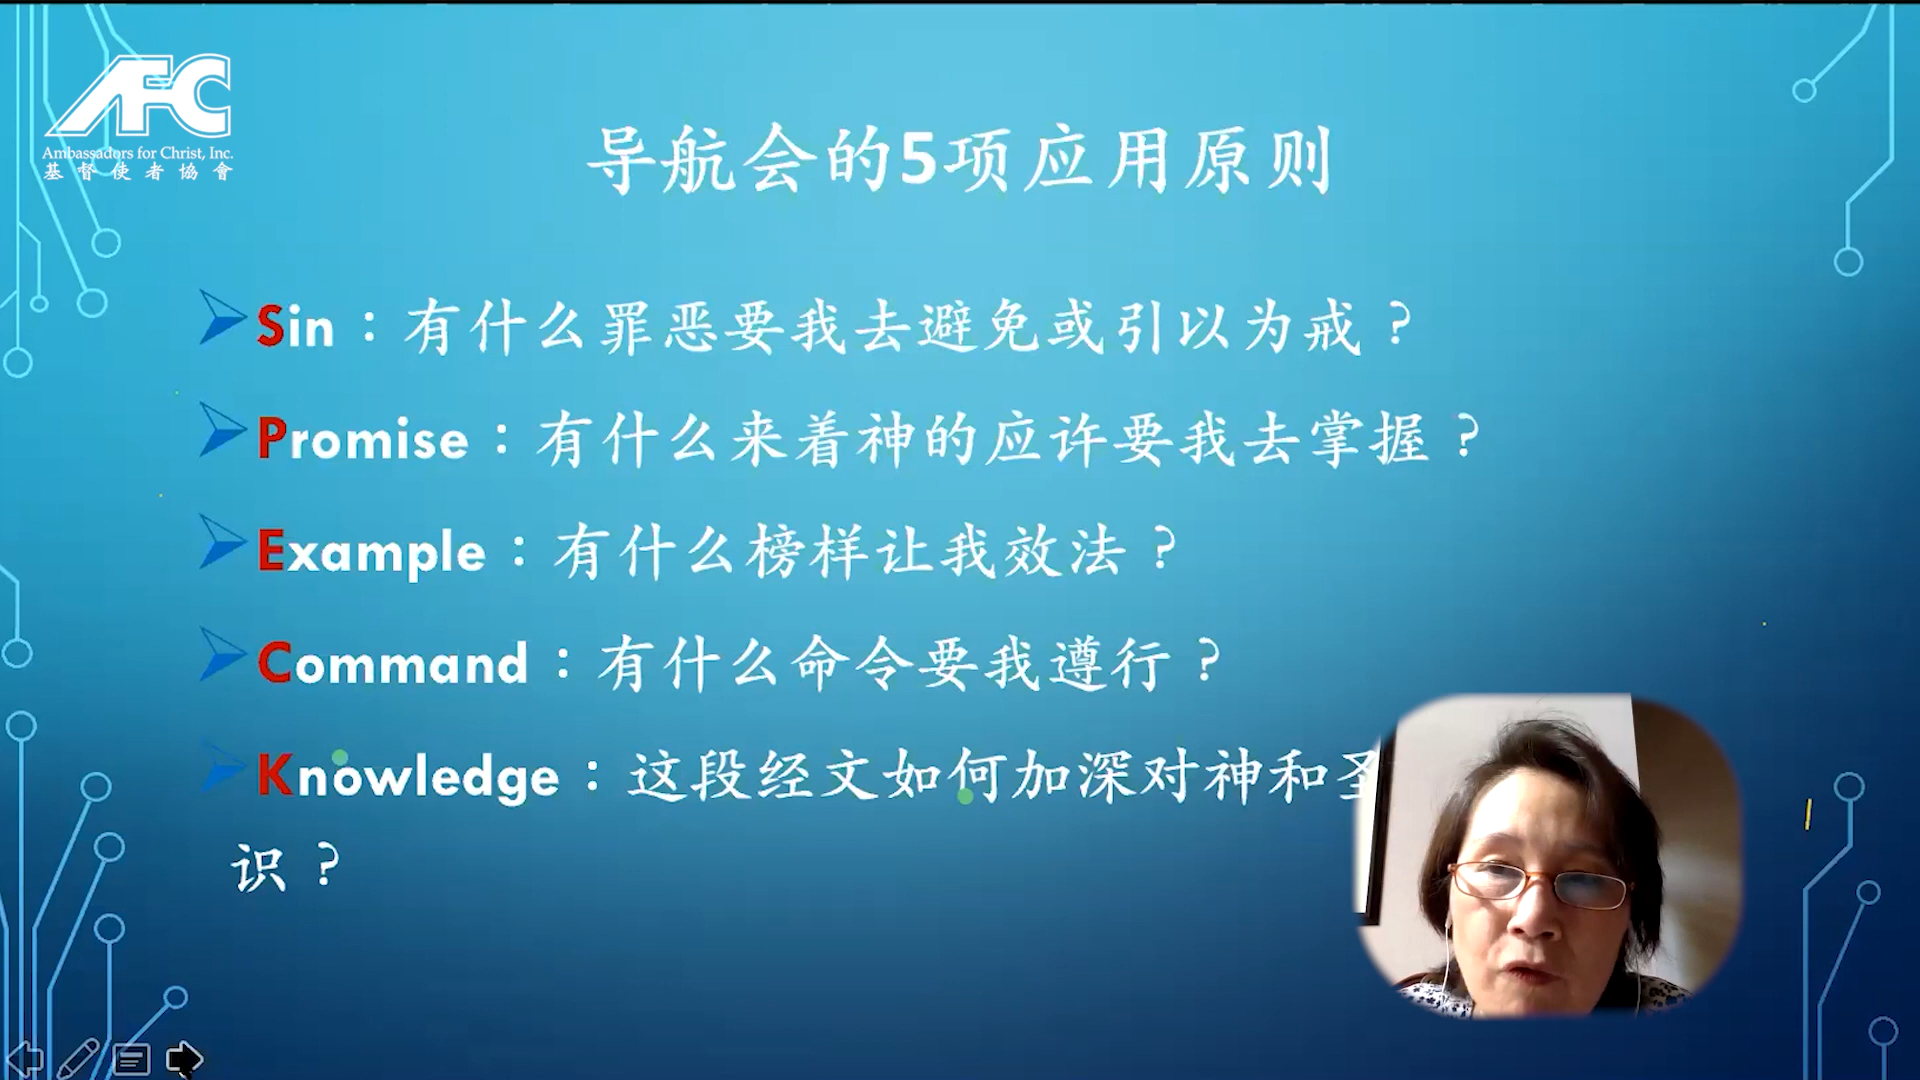 AFC
Ambassadors for Christ, Inc.
基督使者協會
导航会的5项应用原则
Sin：有什么罪恶要我去避免或引以为戒？
Promise：有什么来着神的应许要我去掌握？
Example：有什么榜样让我效法？
Command：有什么命令要我遵行？
Knowledge：这段经文如何加深对神和圣
识？